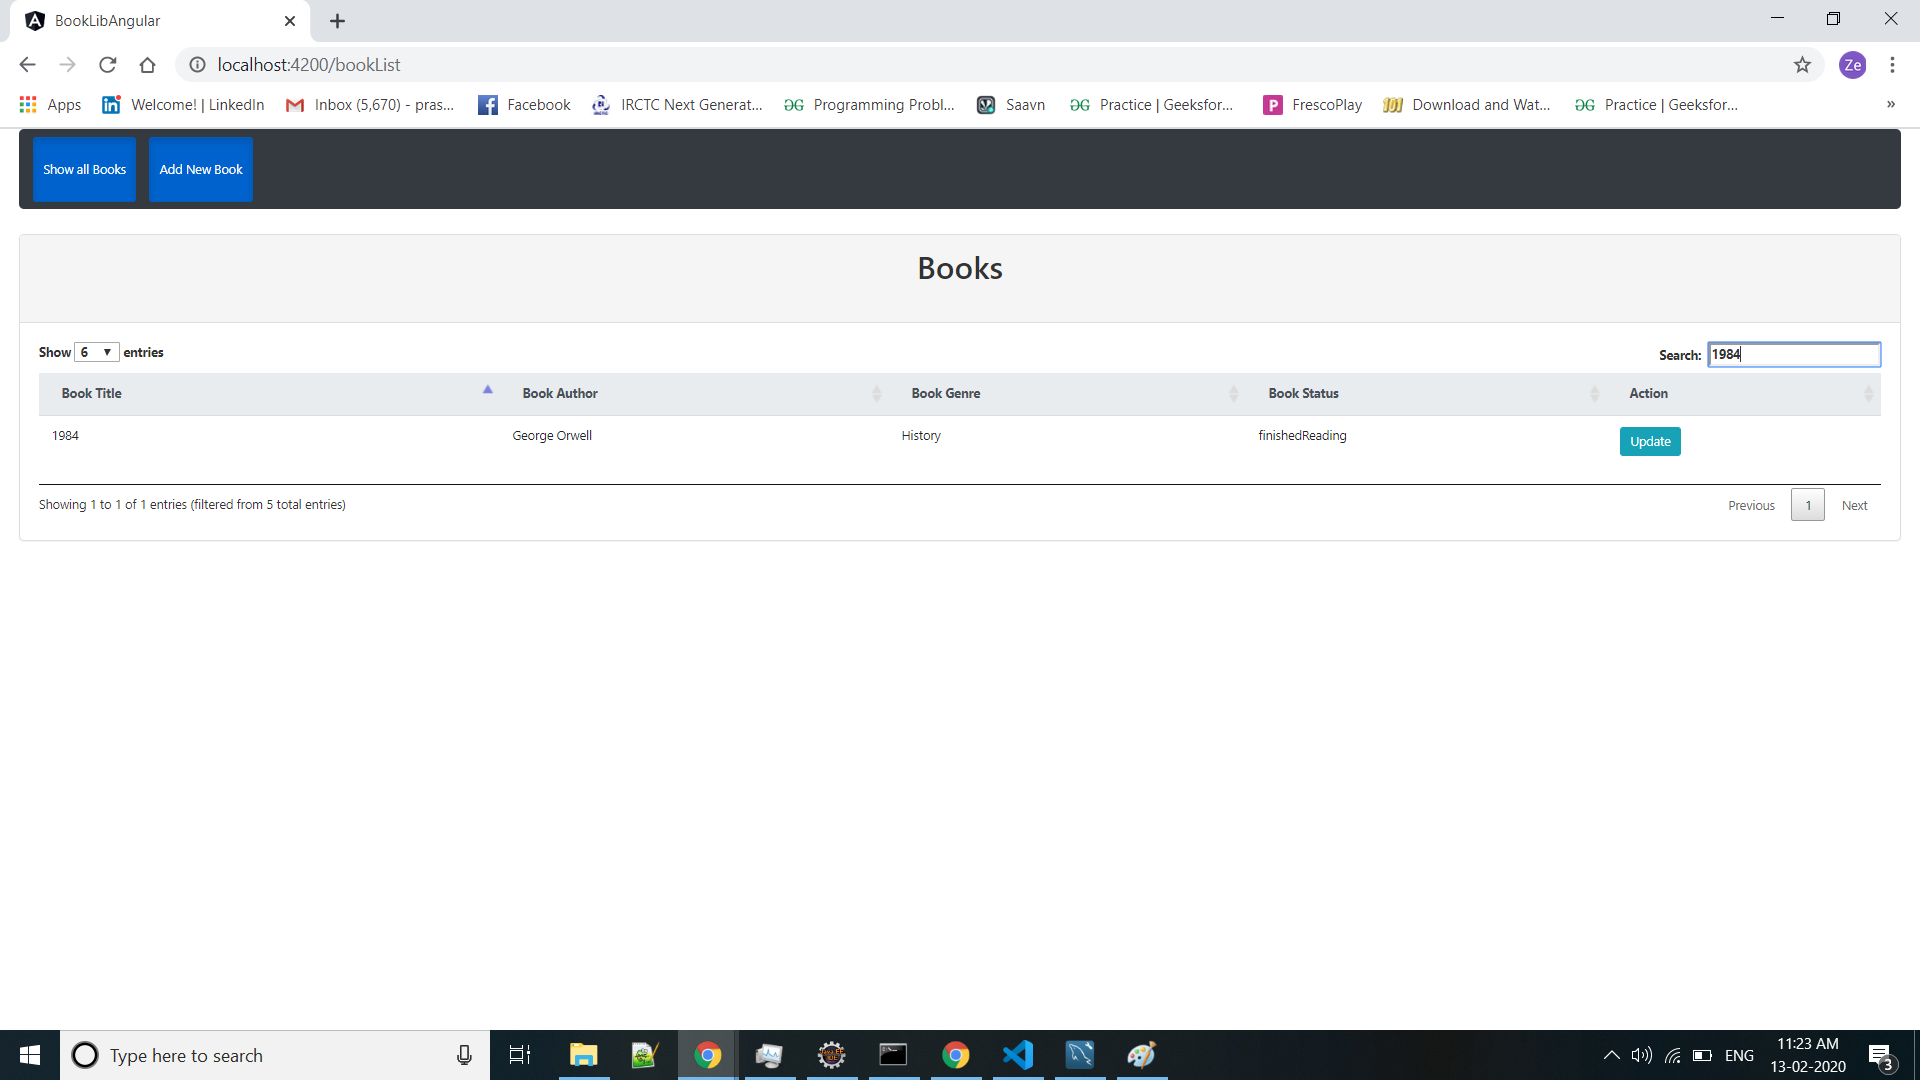 BookLibAngular
localhost:4200/bookList
Ze
Apps Welcome! | LinkedIn Inbox (5,670) - pras... Facebook IRCTC Next Generat... Programming Probl... Saavn Practice | Geeksfor... FrescoPlay Download and Wat... Practice | Geeksfor... »
Show all Books Add New Book
Books
Show 6 entries Search: 1984
Book Title Book Author Book Genre Book Status Action
1984 George Orwell History finishedReading Update
Showing 1 to 1 of 1 entries (filtered from 5 total entries) Previous 1 Next
Type here to search ENG 11:23 AM
13-02-2020 3